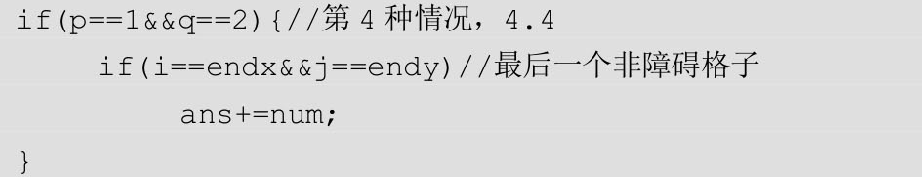 if(p==1&&q==2){//第 4 种情况，4.4
if(i==endx&&j==endy)//最后一个非障碍格子
ans+=num;
}